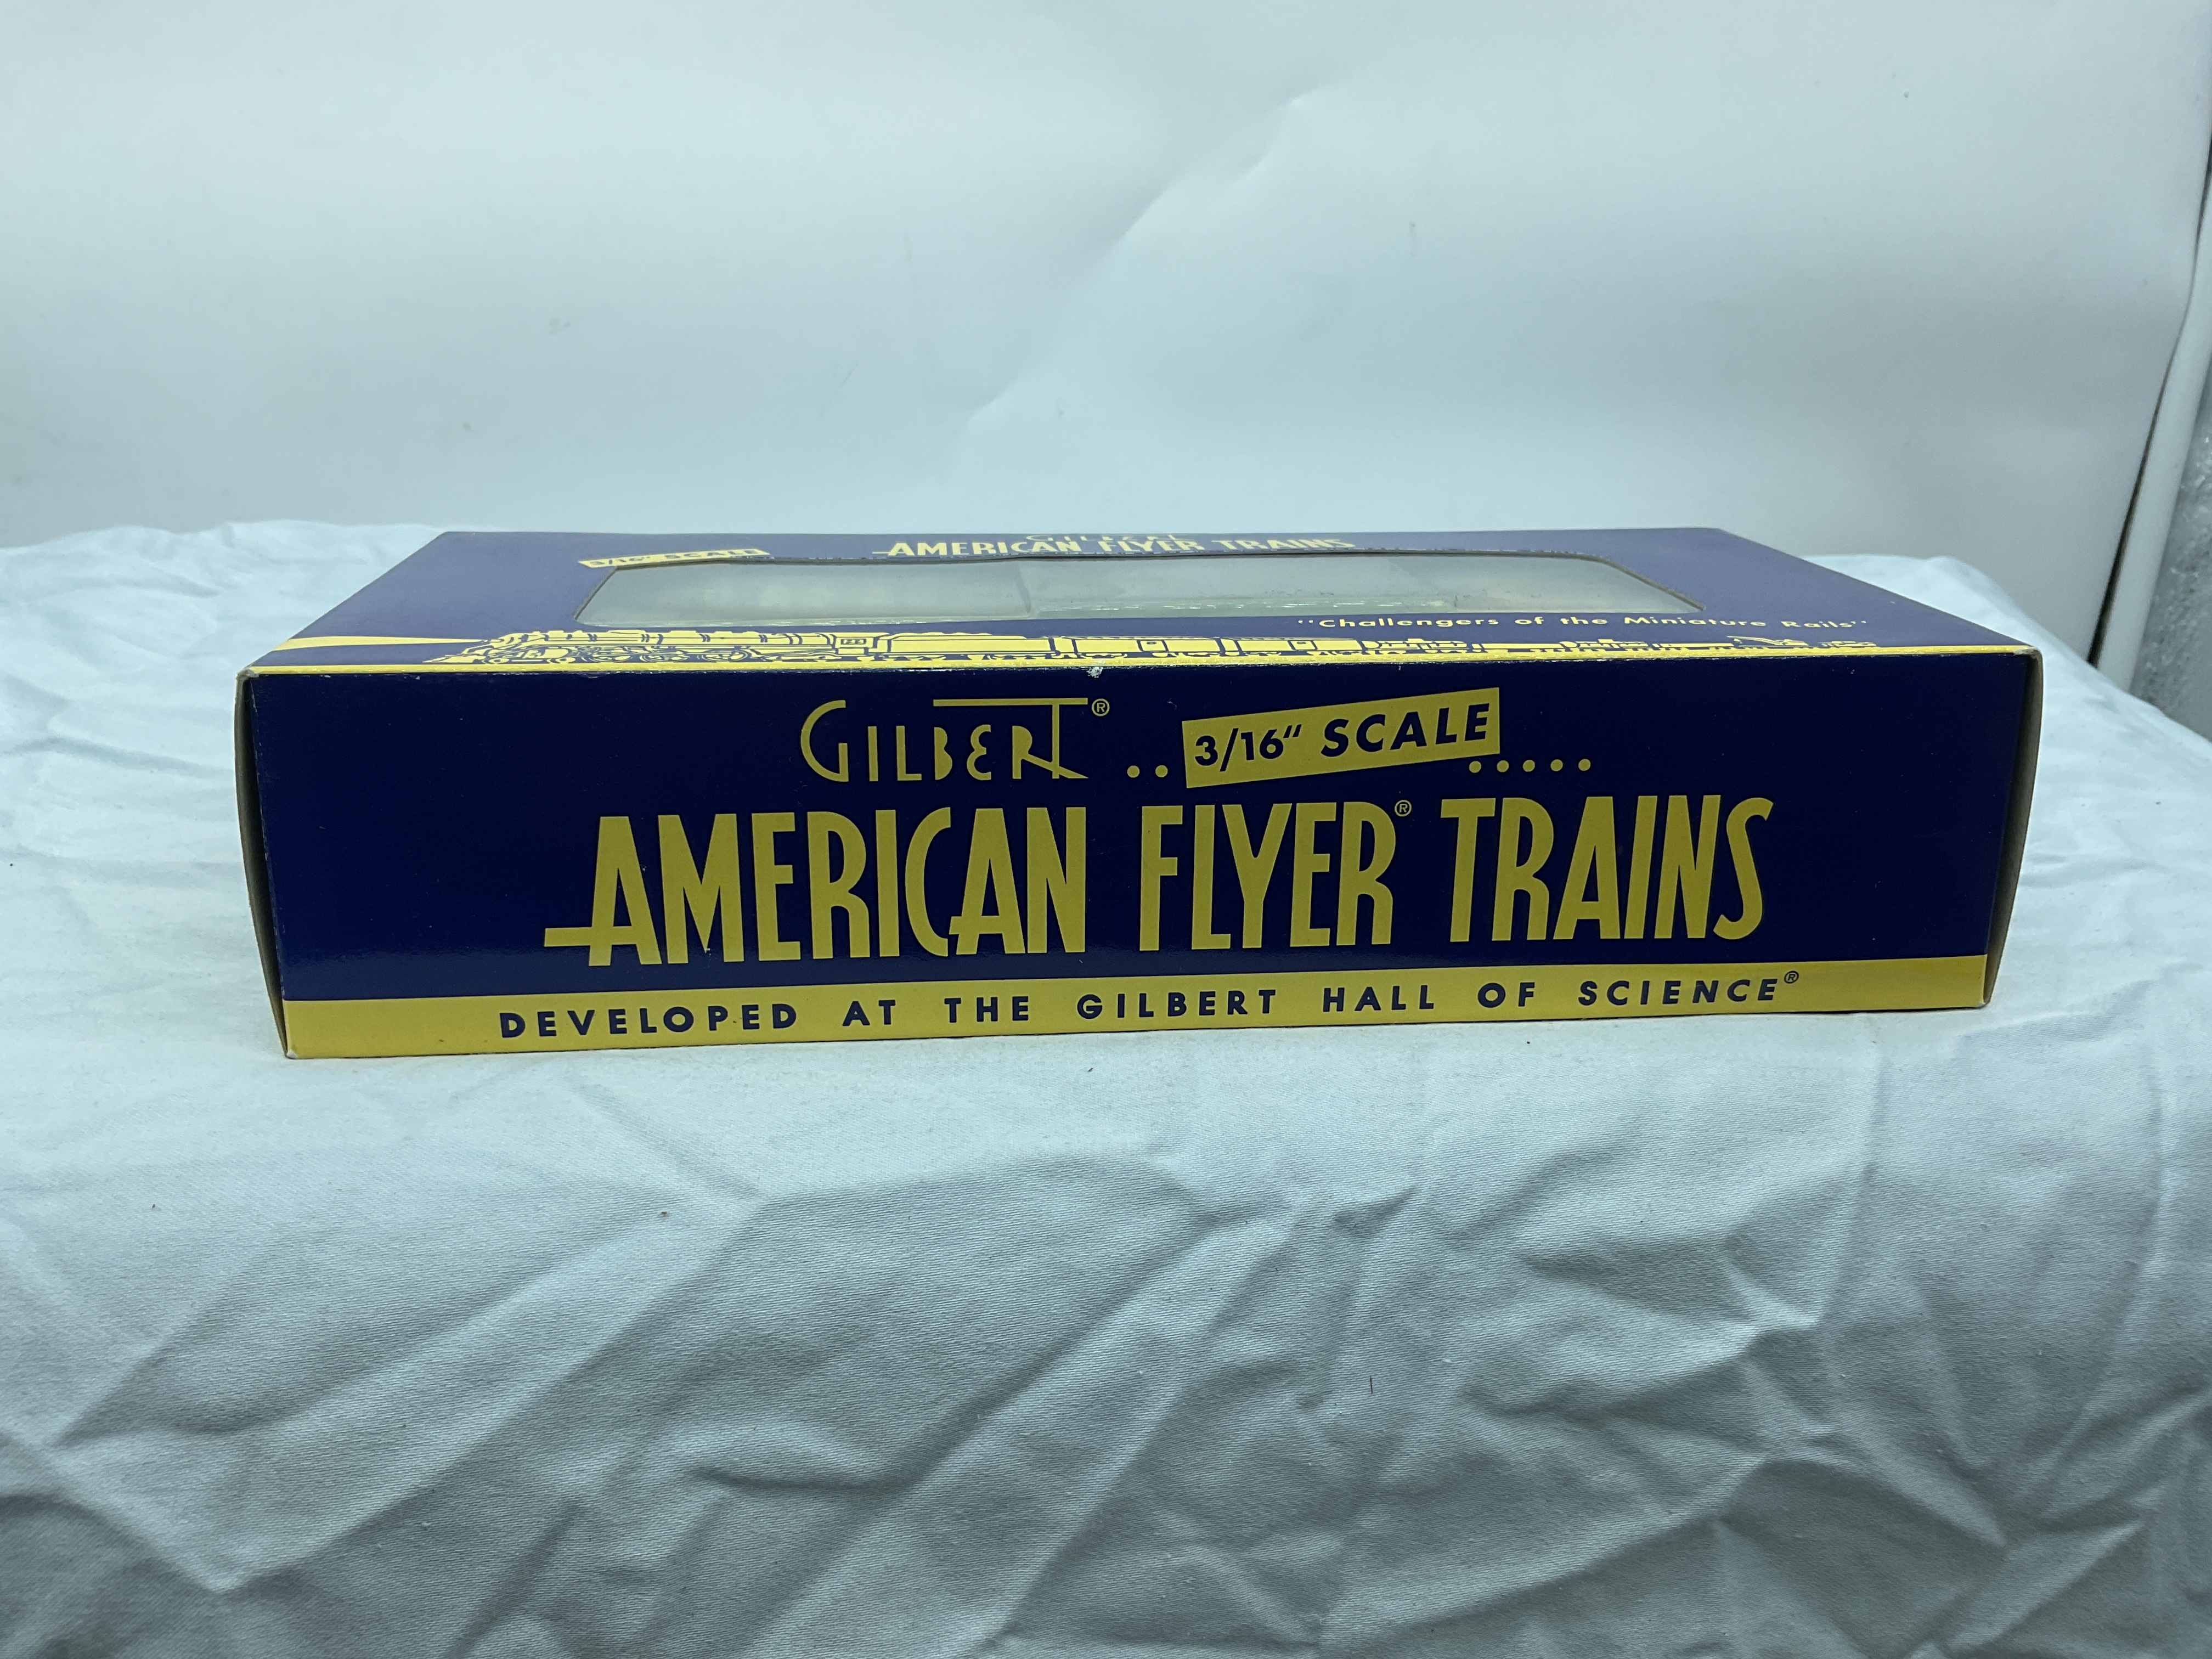 GILBERT
3/16" SCALE
AMERICAN FLYER TRAINS
"Challengers of the Miniature Rails"
GILBERT® .. 3/16" SCALE .....
AMERICAN FLYER® TRAINS
DEVELOPED AT THE GILBERT HALL OF SCIENCE®